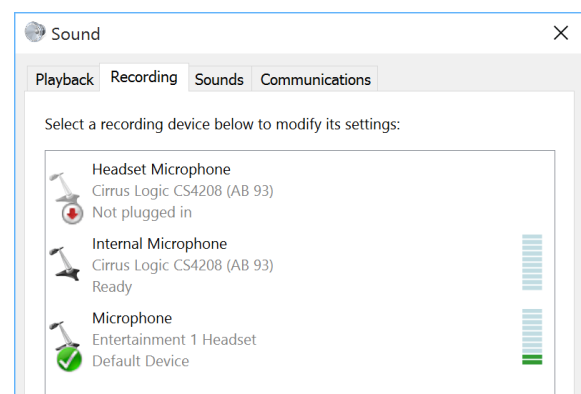 Sound
Playback Recording Sounds Communications
Select a recording device below to modify its settings:
Headset Microphone
Cirrus Logic CS4208 (AB 93)
Not plugged in
Internal Microphone
Cirrus Logic CS4208 (AB 93)
Ready
Microphone
Entertainment 1 Headset
Default Device